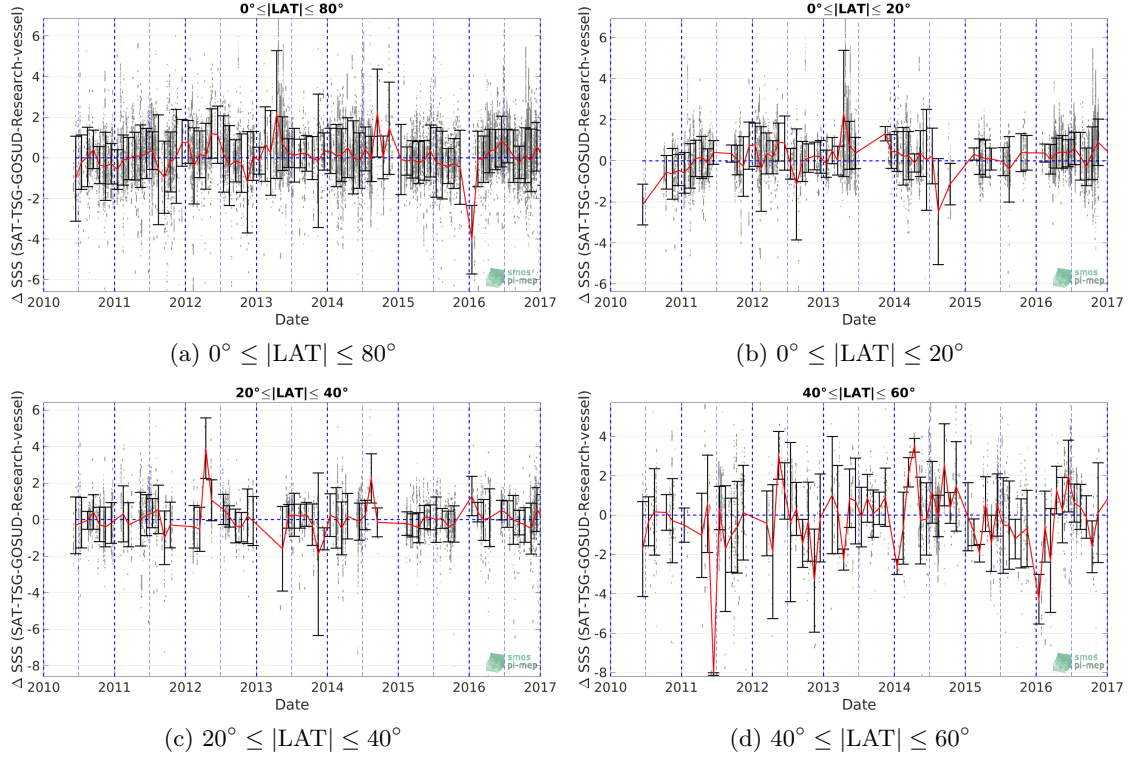 0°≤|LAT|≤ 80°
Δ SSS (SAT-TSG-GOSUD-Research-vessel)
6
4
2
0
-2
-4
-6
2010 2011 2012 2013 2014 2015 2016 2017
Date
smos
pi-mep
(a) 0° ≤ |LAT| ≤ 80°
0°≤|LAT|≤ 20°
Δ SSS (SAT-TSG-GOSUD-Research-vessel)
6
4
2
0
-2
-4
-6
2010 2011 2012 2013 2014 2015 2016 2017
Date
smos
pi-mep
(b) 0° ≤ |LAT| ≤ 20°
20°≤|LAT|≤ 40°
Δ SSS (SAT-TSG-GOSUD-Research-vessel)
6
4
2
0
-2
-4
-6
-8
2010 2011 2012 2013 2014 2015 2016 2017
Date
smos
pi-mep
(c) 20° ≤ |LAT| ≤ 40°
40°≤|LAT|≤ 60°
Δ SSS (SAT-TSG-GOSUD-Research-vessel)
4
2
0
-2
-4
-6
-8
2010 2011 2012 2013 2014 2015 2016 2017
Date
smos
pi-mep
(d) 40° ≤ |LAT| ≤ 60°